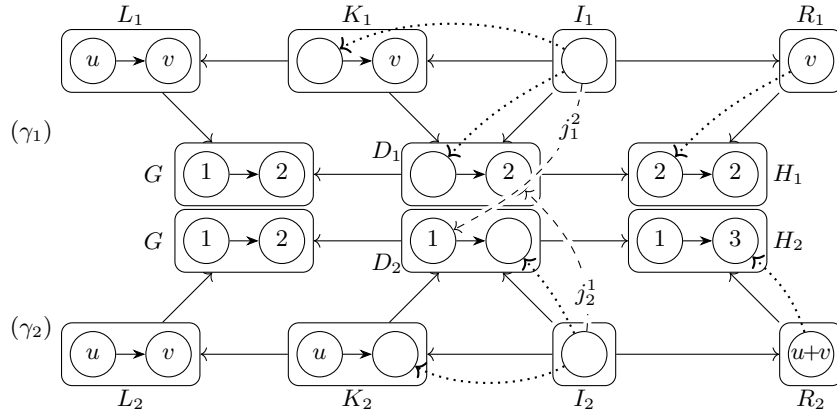 L₁ K₁ I₁ R₁
u v v v
(γ₁) j₁²
G 1 2 D₁ 2 2 2 H₁
G 1 2 D₂ 1 1 3 H₂
(γ₂) j₂¹
u v u u+v
L₂ K₂ I₂ R₂